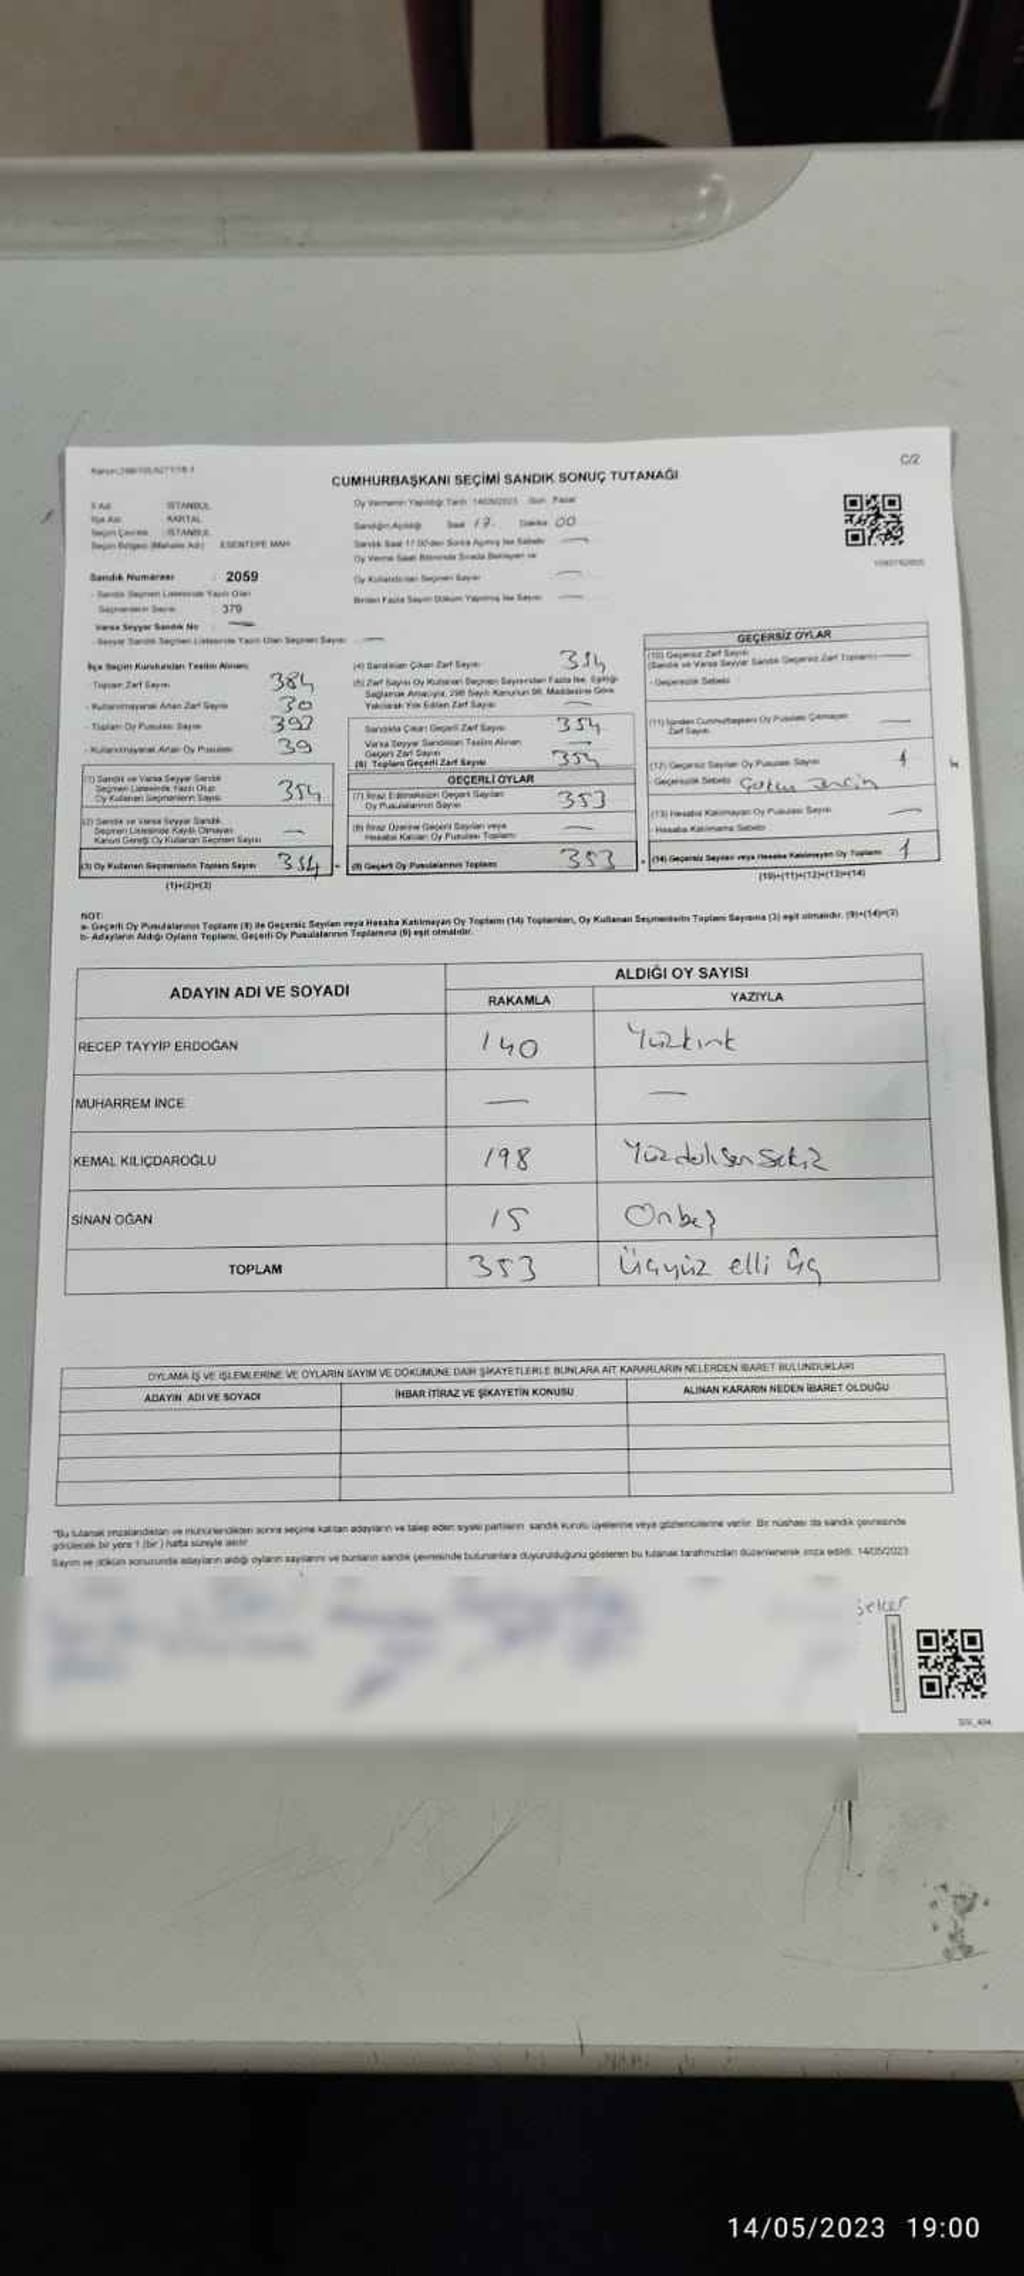 C/2
CUMHURBAŞKANI SEÇİMİ SANDIK SONUÇ TUTANAĞI
İl Adı İSTANBUL
İlçe Adı KARTAL
Seçim Çevresi İSTANBUL
Seçim Bölgesi (Mahalle Adı) ESENTEPE MAH
Oy Vermenin Yapıldığı Tarih 14/05/2023 Gün Pazar
Sandığın Açıldığı Saat 17 Dakika 00
Sandık Saat 17.00'den Sonra Açılmış İse Sebebi —
Oy Kullandırılan Seçmen Sayısı —
Birden Fazla Sayım Döküm Yapılmış İse Sayısı —
Sandık Numarası : 2059
- Sandık Seçmen Listesinde Yazılı Olan
Seçmenlerin Sayısı 379
Varsa Seyyar Sandık No —
- Seyyar Sandık Seçmen Listesinde Yazılı Olan Seçmen Sayısı —
İlçe Seçim Kurulundan Teslim Alınan;
- Toplam Zarf Sayısı 384
- Kullanılmayarak Artan Zarf Sayısı 30
- Toplam Oy Pusulası Sayısı 392
- Kullanılmayarak Artan Oy Pusulası 39
(1) Sandık ve Varsa Seyyar Sandık
Seçmen Listesinde Yazılı Olup
Oy Kullanan Seçmenlerin Sayısı 354
(2) Sandık ve Varsa Seyyar Sandık
Seçmen Listesinde Kayıtlı Olmayan
Kanun Gereği Oy Kullanan Seçmen Sayısı —
(3) Oy Kullanan Seçmenlerin Toplam Sayısı 354
(1)+(2)=(3)
(4) Sandıktan Çıkan Zarf Sayısı 354
(5) Zarf Sayısı Oy Kullanan Seçmen Sayısından Fazla İse, Eşitliği
Sağlamak Amacıyla, 298 Sayılı Kanunun 98. Maddesine Göre
Yakılarak Yok Edilen Zarf Sayısı —
Sandıkta Çıkan Geçerli Zarf Sayısı 354
Varsa Seyyar Sandıktan Teslim Alınan
Geçerli Zarf Sayısı —
(6) Toplam Geçerli Zarf Sayısı 354
GEÇERLİ OYLAR
(7) İtiraz Edilmeksizin Geçerli Sayılan
Oy Pusulalarının Sayısı 353
(8) İtiraz Üzerine Geçerli Sayılan veya
Hesaba Katılan Oy Pusulası Toplamı —
(9) Geçerli Oy Pusulalarının Toplamı 353
GEÇERSİZ OYLAR
(10) Geçersiz Zarf Sayısı
(Sandık ve Varsa Seyyar Sandık Geçersiz Zarf Toplamı) —
- Geçersizlik Sebebi
(11) İçinden Cumhurbaşkanı Oy Pusulası Çıkmayan
Zarf Sayısı —
(12) Geçersiz Sayılan Oy Pusulası Sayısı 1
Geçersizlik Sebebi
(13) Hesaba Katılmayan Oy Pusulası Sayısı —
- Hesaba Katılmama Sebebi
(14) Geçersiz Sayılan veya Hesaba Katılmayan Oy Toplamı 1
(10)+(11)+(12)+(13)=(14)
NOT:
a- Geçerli Oy Pusulalarının Toplamı (9) ile Geçersiz Sayılan veya Hesaba Katılmayan Oy Toplamı (14) Toplamları, Oy Kullanan Seçmenlerin Toplam Sayısına (3) eşit olmalıdır. (9)+(14)=(3)
b- Adayların Aldığı Oyların Toplamı, Geçerli Oy Pusulalarının Toplamına (9) eşit olmalıdır.
ADAYIN ADI VE SOYADI ALDIĞI OY SAYISI
RAKAMLA YAZIYLA
RECEP TAYYİP ERDOĞAN 140 Yüzkırk
MUHARREM İNCE — —
KEMAL KILIÇDAROĞLU 198 Yüzdoksansekiz
SİNAN OĞAN 15 Onbeş
TOPLAM 353 Üçyüz elli üç
OYLAMA İŞ VE İŞLEMLERİNE VE OYLARIN SAYIM VE DÖKÜMÜNE DAİR ŞİKAYETLERLE BUNLARA AİT KARARLARIN NELERDEN İBARET BULUNDUKLARI
ADAYIN ADI VE SOYADI İHBAR İTİRAZ VE ŞİKAYETİN KONUSU ALINAN KARARIN NEDEN İBARET OLDUĞU
"Bu tutanak imzalandıktan ve mühürlendikten sonra seçime katılan adayların ve talep eden siyasi partilerin sandık kurulu üyelerine veya gözlemcilerine verilir. Bir nüshası da sandık çevresinde
görülecek bir yere 1 (bir) hafta süreyle asılır.
Sayım ve döküm sonucunda adayların aldığı oyların sayılarını ve bunların sandık çevresinde bulunanlara duyurulduğunu gösteren bu tutanak tarafımızdan düzenlenerek imza edildi. 14/05/2023
14/05/2023 19:00